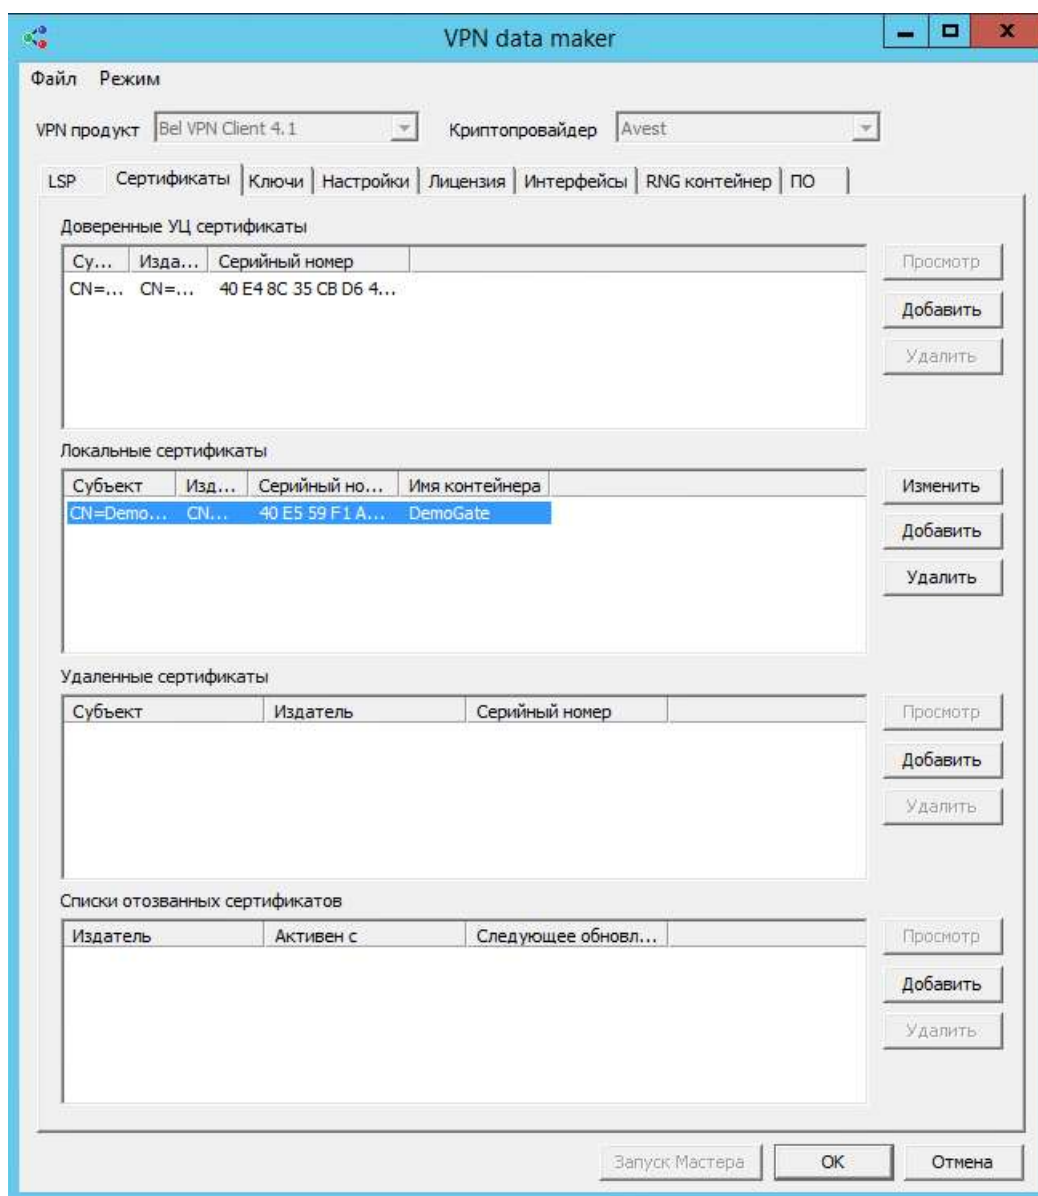 VPN data maker
Файл Режим
VPN продукт Bel VPN Client 4.1 Криптопровайдер Avest
LSP Сертификаты Ключи Настройки Лицензия Интерфейсы RNG контейнер ПО
Доверенные УЦ сертификаты
Су... Изда... Серийный номер
CN=... CN=... 40 E4 8C 35 CB D6 4...
Просмотр
Добавить
Удалить
Локальные сертификаты
Субъект Изд... Серийный но... Имя контейнера
CN=Demo... CN... 40 E5 59 F1 A... DemoGate
Изменить
Добавить
Удалить
Удаленные сертификаты
Субъект Издатель Серийный номер
Просмотр
Добавить
Удалить
Списки отозванных сертификатов
Издатель Активен с Следующее обновл...
Просмотр
Добавить
Удалить
Запуск Мастера OK Отмена